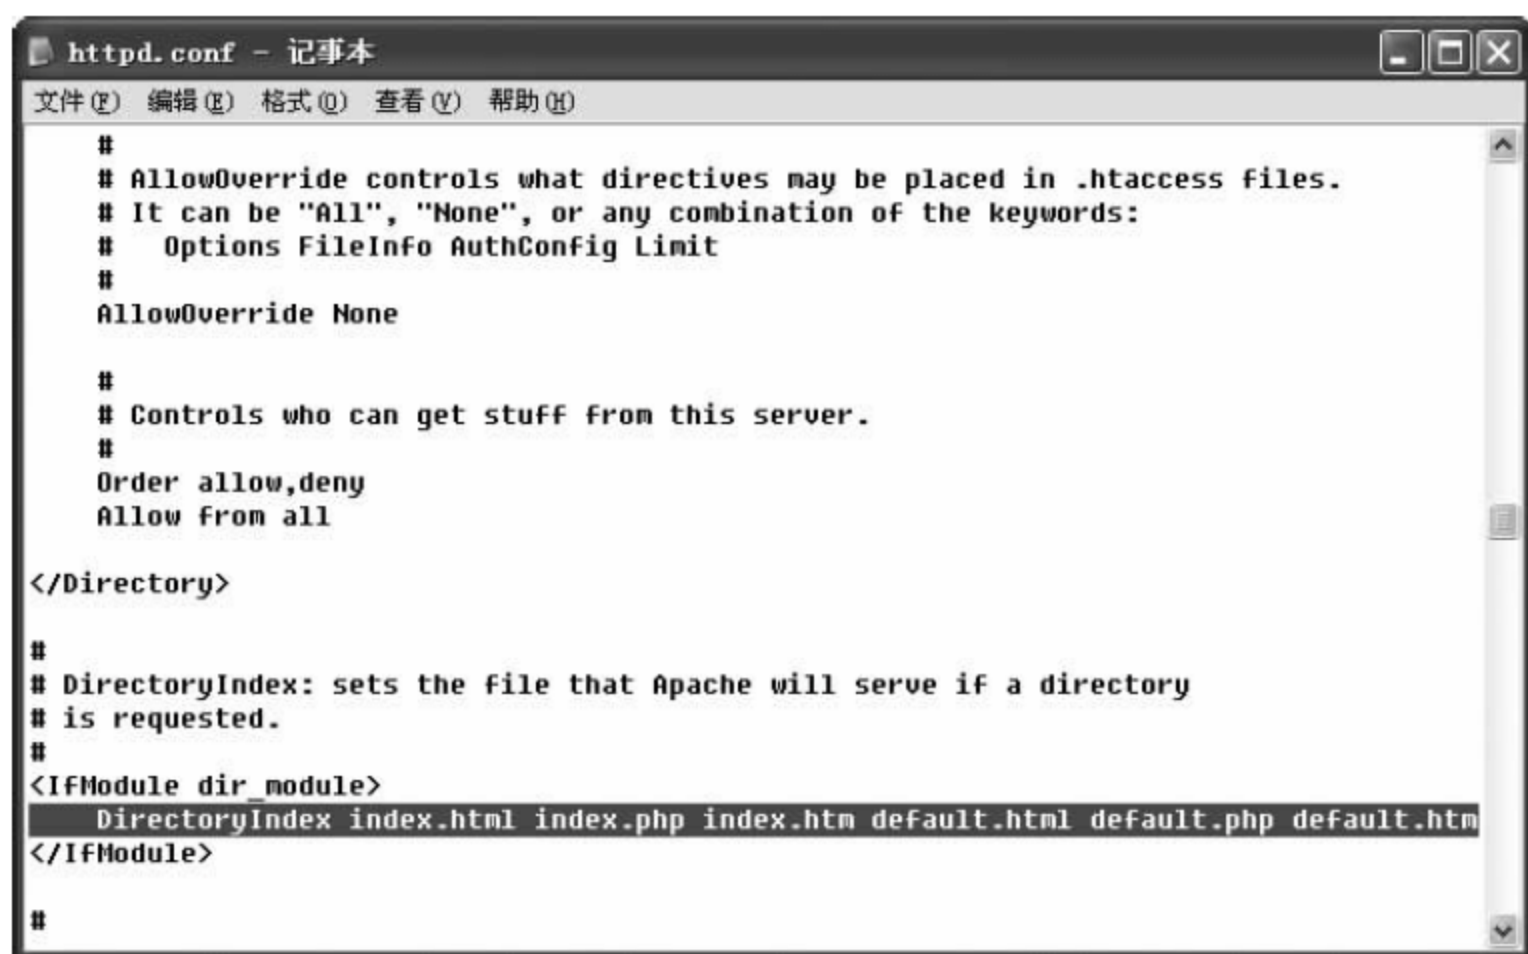 httpd.conf - 记事本
文件(F) 编辑(E) 格式(O) 查看(V) 帮助(H)
#
# AllowOverride controls what directives may be placed in .htaccess files.
# It can be "All", "None", or any combination of the keywords:
#   Options FileInfo AuthConfig Limit
#
AllowOverride None
#
# Controls who can get stuff from this server.
#
Order allow,deny
Allow from all
</Directory>
#
# DirectoryIndex: sets the file that Apache will serve if a directory
# is requested.
#
<IfModule dir_module>
DirectoryIndex index.html index.php index.htm default.html default.php default.htm
</IfModule>
#